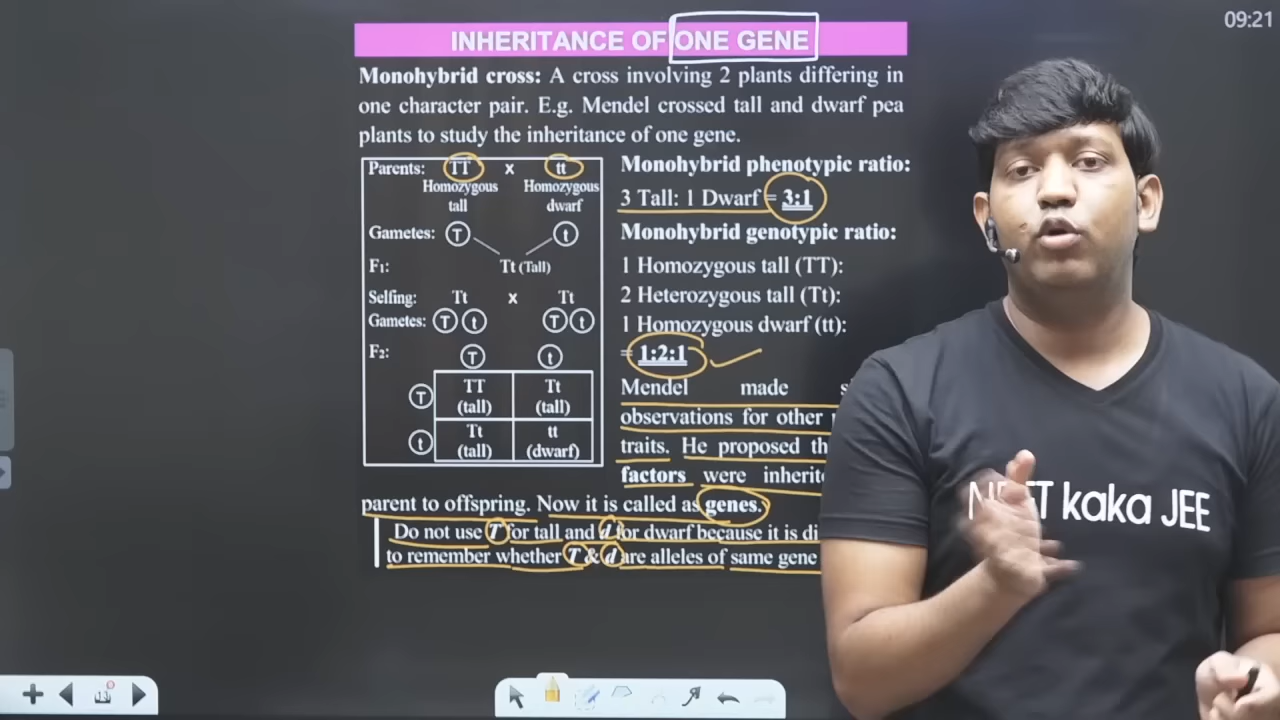 09:21
INHERITANCE OF ONE GENE
Monohybrid cross: A cross involving 2 plants differing in
one character pair. E.g. Mendel crossed tall and dwarf pea
plants to study the inheritance of one gene.
Parents: TT x tt
Homozygous Homozygous
tall dwarf
Gametes: T t
F₁: Tt (Tall)
Selfing: Tt x Tt
Gametes: T t T t
F₂: T t
T TT Tt
(tall) (tall)
t Tt tt
(tall) (dwarf)
Monohybrid phenotypic ratio:
3 Tall: 1 Dwarf = 3:1
Monohybrid genotypic ratio:
1 Homozygous tall (TT):
2 Heterozygous tall (Tt):
1 Homozygous dwarf (tt):
= 1:2:1
Mendel made
observations for other
traits. He proposed
factors were
parent to offspring. Now it is called as genes.
Do not use T for tall and d for dwarf because it is
to remember whether T & d are alleles of same gene
kaka JEE
13